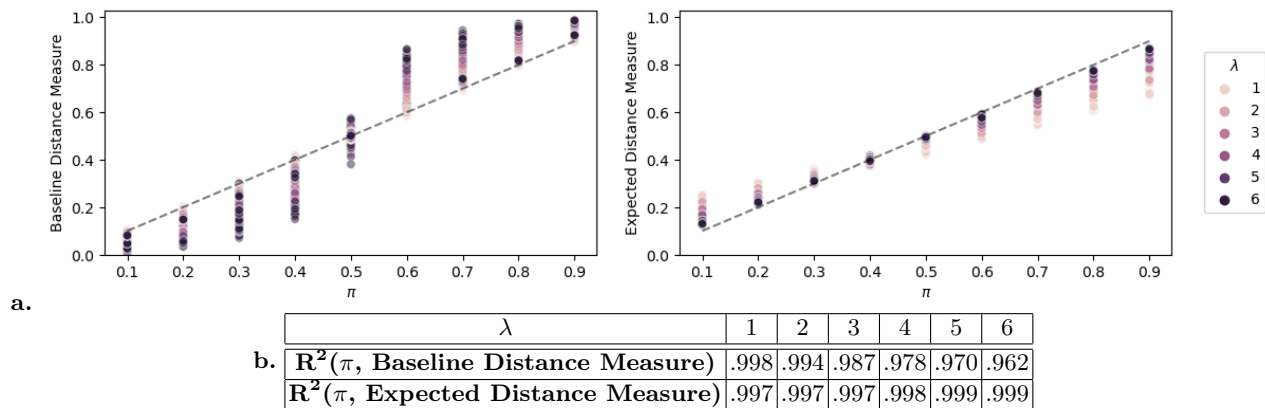 1.0
0.8
0.6
0.4
0.2
0.0
Baseline Distance Measure
0.1 0.2 0.3 0.4 0.5 0.6 0.7 0.8 0.9
π
1.0
0.8
0.6
0.4
0.2
0.0
Expected Distance Measure
0.1 0.2 0.3 0.4 0.5 0.6 0.7 0.8 0.9
π
λ
1
2
3
4
5
6
a.
λ 1 2 3 4 5 6
b. R²(π, Baseline Distance Measure) .998 .994 .987 .978 .970 .962
R²(π, Expected Distance Measure) .997 .997 .997 .998 .999 .999